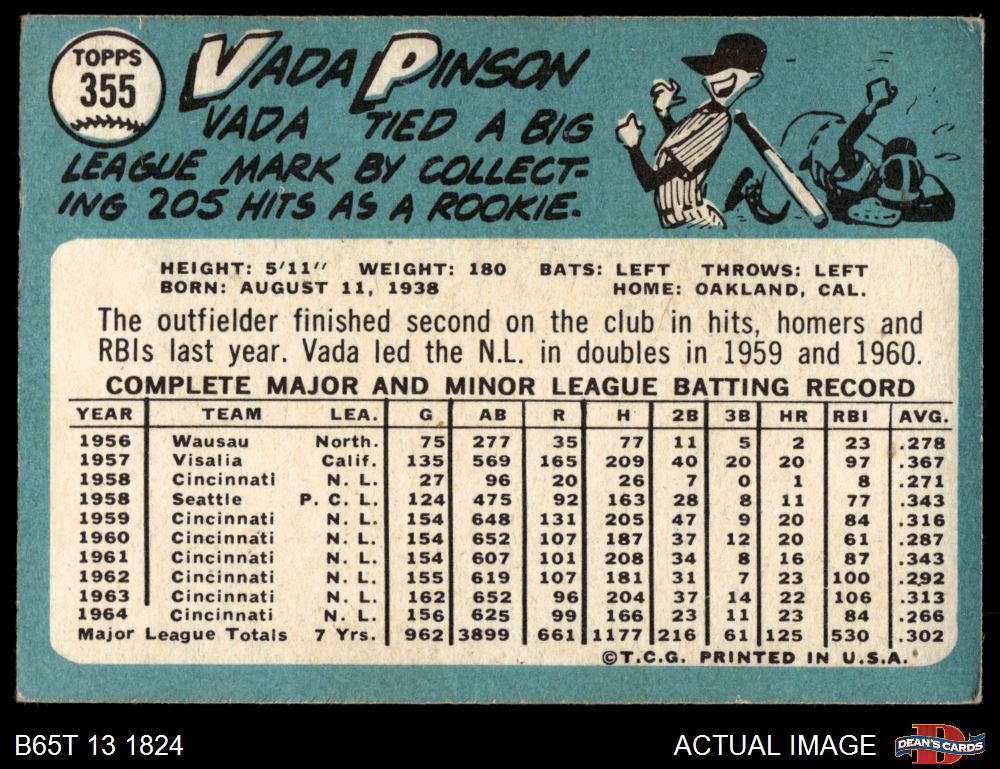 TOPPS
355
VADA PINSON
VADA TIED A BIG
LEAGUE MARK BY COLLECT-
ING 205 HITS AS A ROOKIE.
HEIGHT: 5'11" WEIGHT: 180 BATS: LEFT THROWS: LEFT
BORN: AUGUST 11, 1938 HOME: OAKLAND, CAL.
The outfielder finished second on the club in hits, homers and
RBIs last year. Vada led the N.L. in doubles in 1959 and 1960.
COMPLETE MAJOR AND MINOR LEAGUE BATTING RECORD
YEAR TEAM LEA. G AB R H 2B 3B HR RBI AVG.
1956 Wausau North. 75 277 35 77 11 5 2 23 .278
1957 Visalia Calif. 135 569 165 209 40 20 20 97 .367
1958 Cincinnati N. L. 27 96 20 26 7 0 1 8 .271
1958 Seattle P. C. L. 124 475 92 163 28 8 11 77 .343
1959 Cincinnati N. L. 154 648 131 205 47 9 20 84 .316
1960 Cincinnati N. L. 154 652 107 187 37 12 20 61 .287
1961 Cincinnati N. L. 154 607 101 208 34 8 16 87 .343
1962 Cincinnati N. L. 155 619 107 181 31 7 23 100 .292
1963 Cincinnati N. L. 162 652 96 204 37 14 22 106 .313
1964 Cincinnati N. L. 156 625 99 166 23 11 23 84 .266
Major League Totals 7 Yrs. 962 3899 661 1177 216 61 125 530 .302
©T.C.G. PRINTED IN U.S.A.
B65T 13 1824 ACTUAL IMAGE DEAN'S CARDS